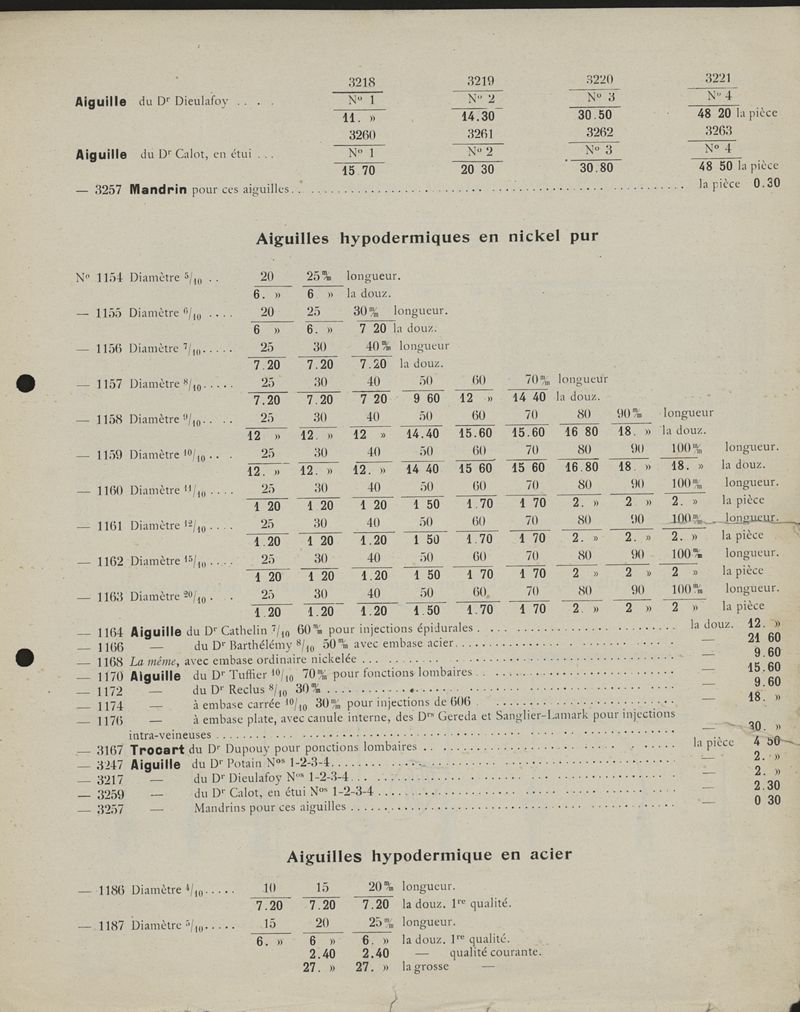 3218 3219 3220 3221
Aiguille du Dr Dieulafoy . . . . No 1 No 2 No 3 No 4
11. » 14.30 30.50 48 20 la pièce
3260 3261 3262 3263
Aiguille du Dr Calot, en étui . . . No 1 No 2 No 3 No 4
15 70 20 30 30.80 48 50 la pièce
— 3257 Mandrin pour ces aiguilles. . . . . . . . . . la pièce 0.30
Aiguilles hypodermiques en nickel pur
No 1154 Diamètre 5/10 . . 20 25 m/m longueur.
6. » 6 » la douz.
— 1155 Diamètre 6/10 . . . . 20 25 30 m/m longueur.
6 » 6. » 7 20 la douz.
— 1156 Diamètre 7/10 . . . . . 25 30 40 m/m longueur
7.20 7.20 7.20 la douz.
— 1157 Diamètre 8/10 . . . . . 25 30 40 50 60 70 m/m longueur
7.20 7.20 7 20 9 60 12 » 14 40 la douz.
— 1158 Diamètre 9/10 . . . . 25 30 40 50 60 70 80 90 m/m longueur
12 » 12. » 12 » 14.40 15.60 15.60 16 80 18. » la douz.
— 1159 Diamètre 10/10 . . . 25 30 40 50 60 70 80 90 100 m/m longueur.
12. » 12. » 12. » 14 40 15 60 15 60 16.80 18. » 18. » la douz.
— 1160 Diamètre 11/10 . . . . 25 30 40 50 60 70 80 90 100 m/m longueur.
1 20 1 20 1 20 1 50 1.70 1 70 2. » 2 » 2. » la pièce
— 1161 Diamètre 12/10 . . . . 25 30 40 50 60 70 80 90 100 m/m longueur.
1.20 1 20 1.20 1 50 1.70 1 70 2. » 2. » 2. » la pièce
— 1162 Diamètre 15/10 . . . . 25 30 40 50 60 70 80 90 100 m/m longueur.
1 20 1 20 1.20 1 50 1 70 1 70 2 » 2 » 2 » la pièce
— 1163 Diamètre 20/10 . . 25 30 40 50 60 70 80 90 100 m/m longueur.
1 20 1.20 1.20 1.50 1.70 1 70 2. » 2 » 2 » la pièce
— 1164 Aiguille du Dr Cathelin 7/10 60 m/m pour injections épidurales . . . . . . . . . . la douz. 12. »
— 1166 — du Dr Barthélémy 8/10 50 m/m avec embase acier. . . . . . . . . . — 21 60
— 1168 La même, avec embase ordinaire nickelée . . . . . . . . . . — 9.60
— 1170 Aiguille du Dr Tuffier 10/10 70 m/m pour fonctions lombaires . . . . . . . . . . — 15.60
— 1172 — du Dr Reclus 8/10 30 m/m . . . . . . . . . . — 9.60
— 1174 — à embase carrée 10/10 30 m/m pour injections de 606 . . . . . . . . . . — 18. »
— 1176 — à embase plate, avec canule interne, des Drs Gereda et Sanglier-Lamark pour injections
intra-veineuses . . . . . . . . . . — 30. »
— 3167 Trocart du Dr Dupouy pour ponctions lombaires . . . . . . . . . . la pièce 4 50
— 3247 Aiguille du Dr Potain Nos 1-2-3-4. . . . . . . . . . — 2. »
— 3217 — du Dr Dieulafoy Nos 1-2-3-4. . . . . . . . . . — 2. »
— 3259 — du Dr Calot, en étui Nos 1-2-3-4 . . . . . . . . . . — 2.30
— 3257 — Mandrins pour ces aiguilles . . . . . . . . . . — 0 30
Aiguilles hypodermique en acier
— 1186 Diamètre 4/10 . . . . . 10 15 20 m/m longueur.
7.20 7.20 7.20 la douz. 1re qualité.
— 1187 Diamètre 5/10 . . . . . 15 20 25 m/m longueur.
6. » 6 » 6. » la douz. 1re qualité.
2.40 2.40 — qualité courante.
27. » 27. » la grosse —